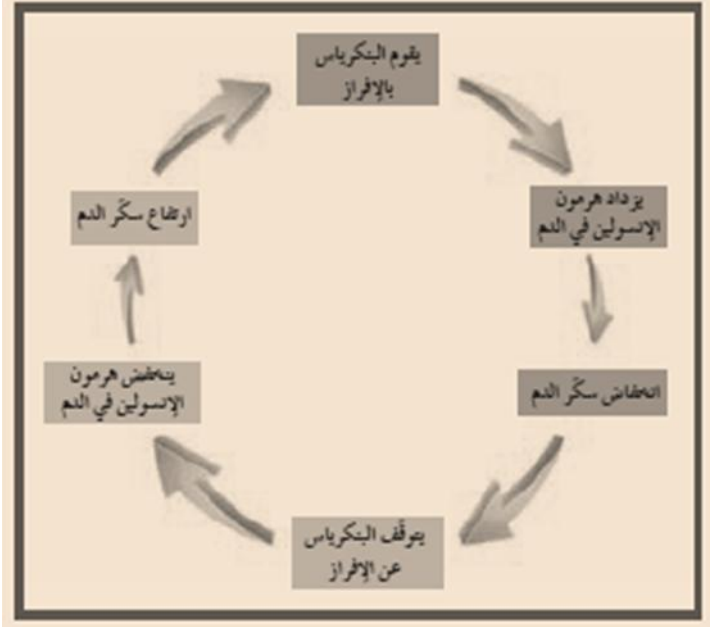 يقوم البنكرياس
بالإفراز
يزداد هرمون
الإنسولين في الدم
انخفاض سكّر الدم
يتوقّف البنكرياس
عن الإفراز
ينخفض هرمون
الإنسولين في الدم
ارتفاع سكّر الدم